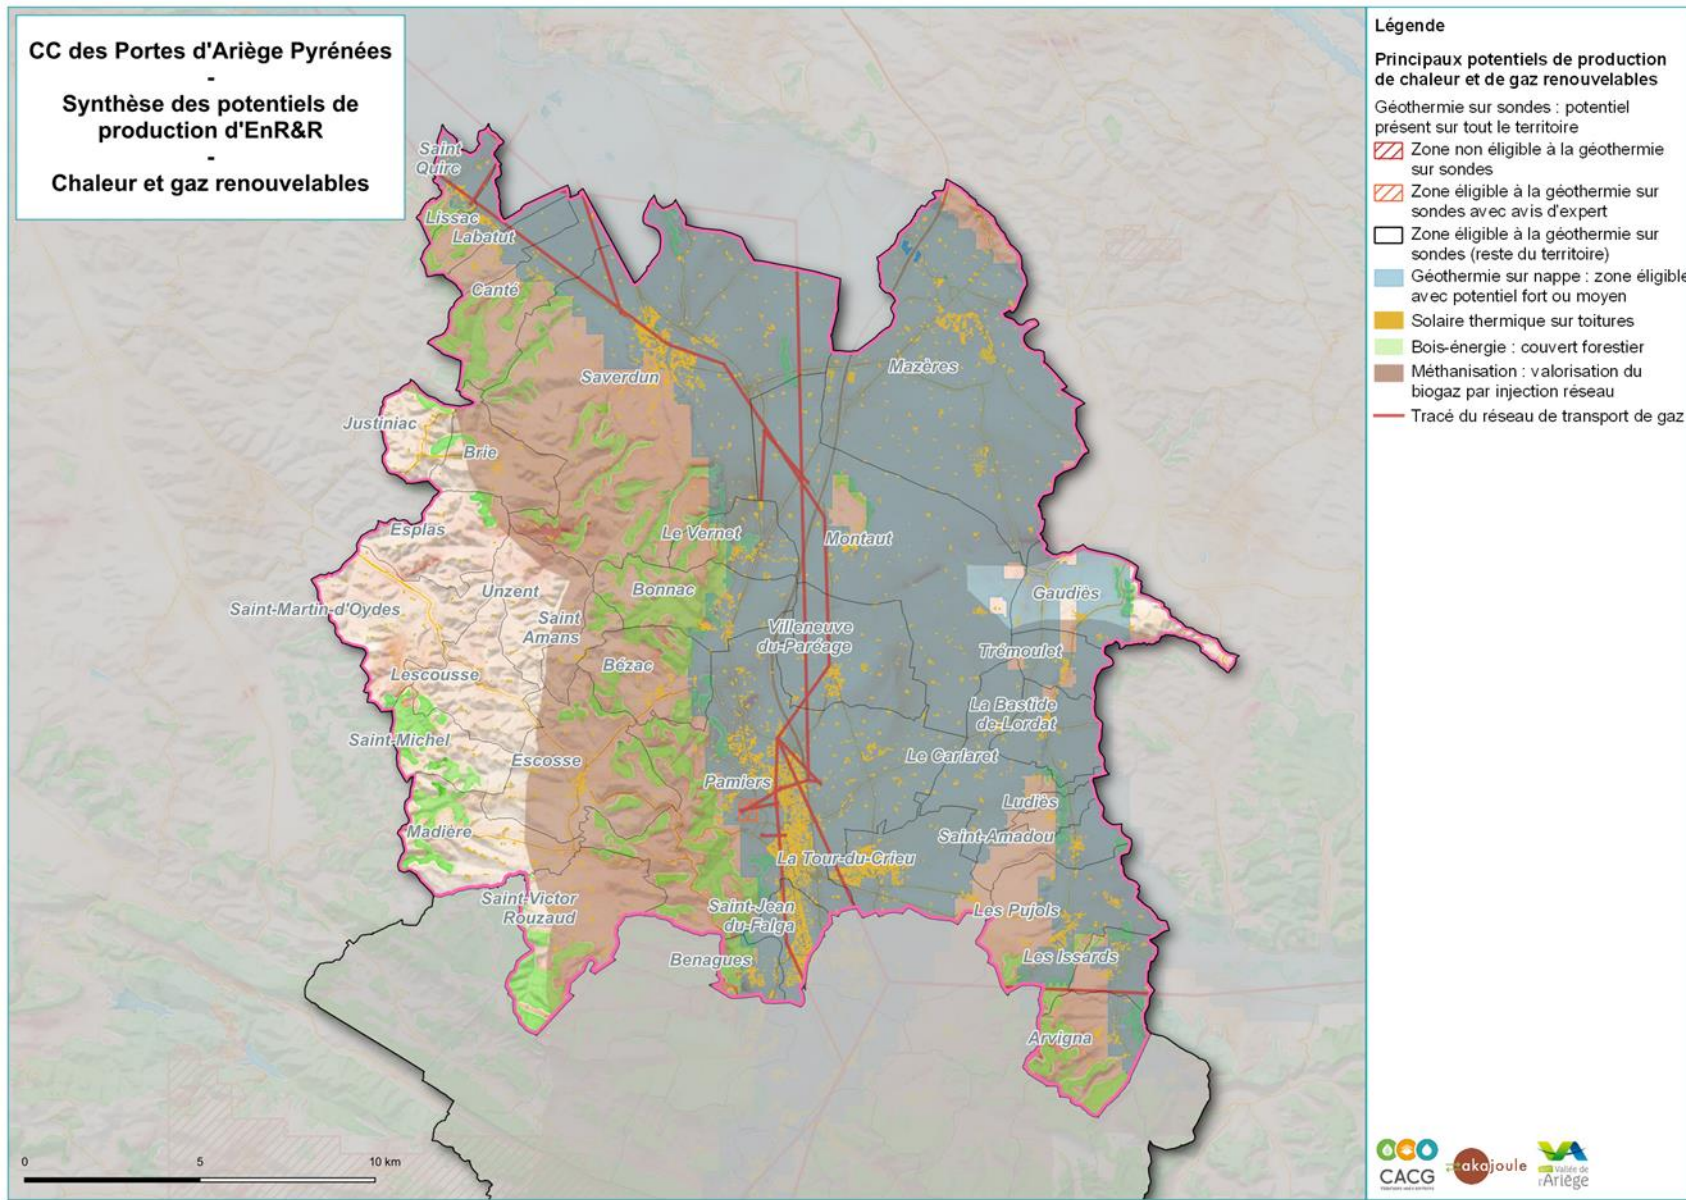 CC des Portes d'Ariège Pyrénées
-
Synthèse des potentiels de
production d'EnR&R
-
Chaleur et gaz renouvelables
Légende
Principaux potentiels de production
de chaleur et de gaz renouvelables
Géothermie sur sondes : potentiel
présent sur tout le territoire
Zone non éligible à la géothermie
sur sondes
Zone éligible à la géothermie sur
sondes avec avis d'expert
Zone éligible à la géothermie sur
sondes (reste du territoire)
Géothermie sur nappe : zone éligible
avec potentiel fort ou moyen
Solaire thermique sur toitures
Bois-énergie : couvert forestier
Méthanisation : valorisation du
biogaz par injection réseau
Tracé du réseau de transport de gaz
Saint
Quirc
Lissac
Labatut
Canté
Saverdun
Mazères
Justiniac
Brie
Esplas
Le Vernet
Montaut
Unzent
Bonnac
Gaudiès
Saint-Martin-d'Oydes
Saint
Amans
Villeneuve
du-Paréage
Trémoulet
Bézac
Lescousse
La Bastide
de-Lordat
Saint-Michel
Escosse
Le Carlaret
Pamiers
Ludiès
Madière
Saint-Amadou
La Tour-du-Crieu
Saint-Victor
Rouzaud
Saint-Jean
du-Falga
Les Pujols
Benagues
Les Issards
Arvigna
0 5 10 km
CACG
akajoule
Vallée de
l'Ariège